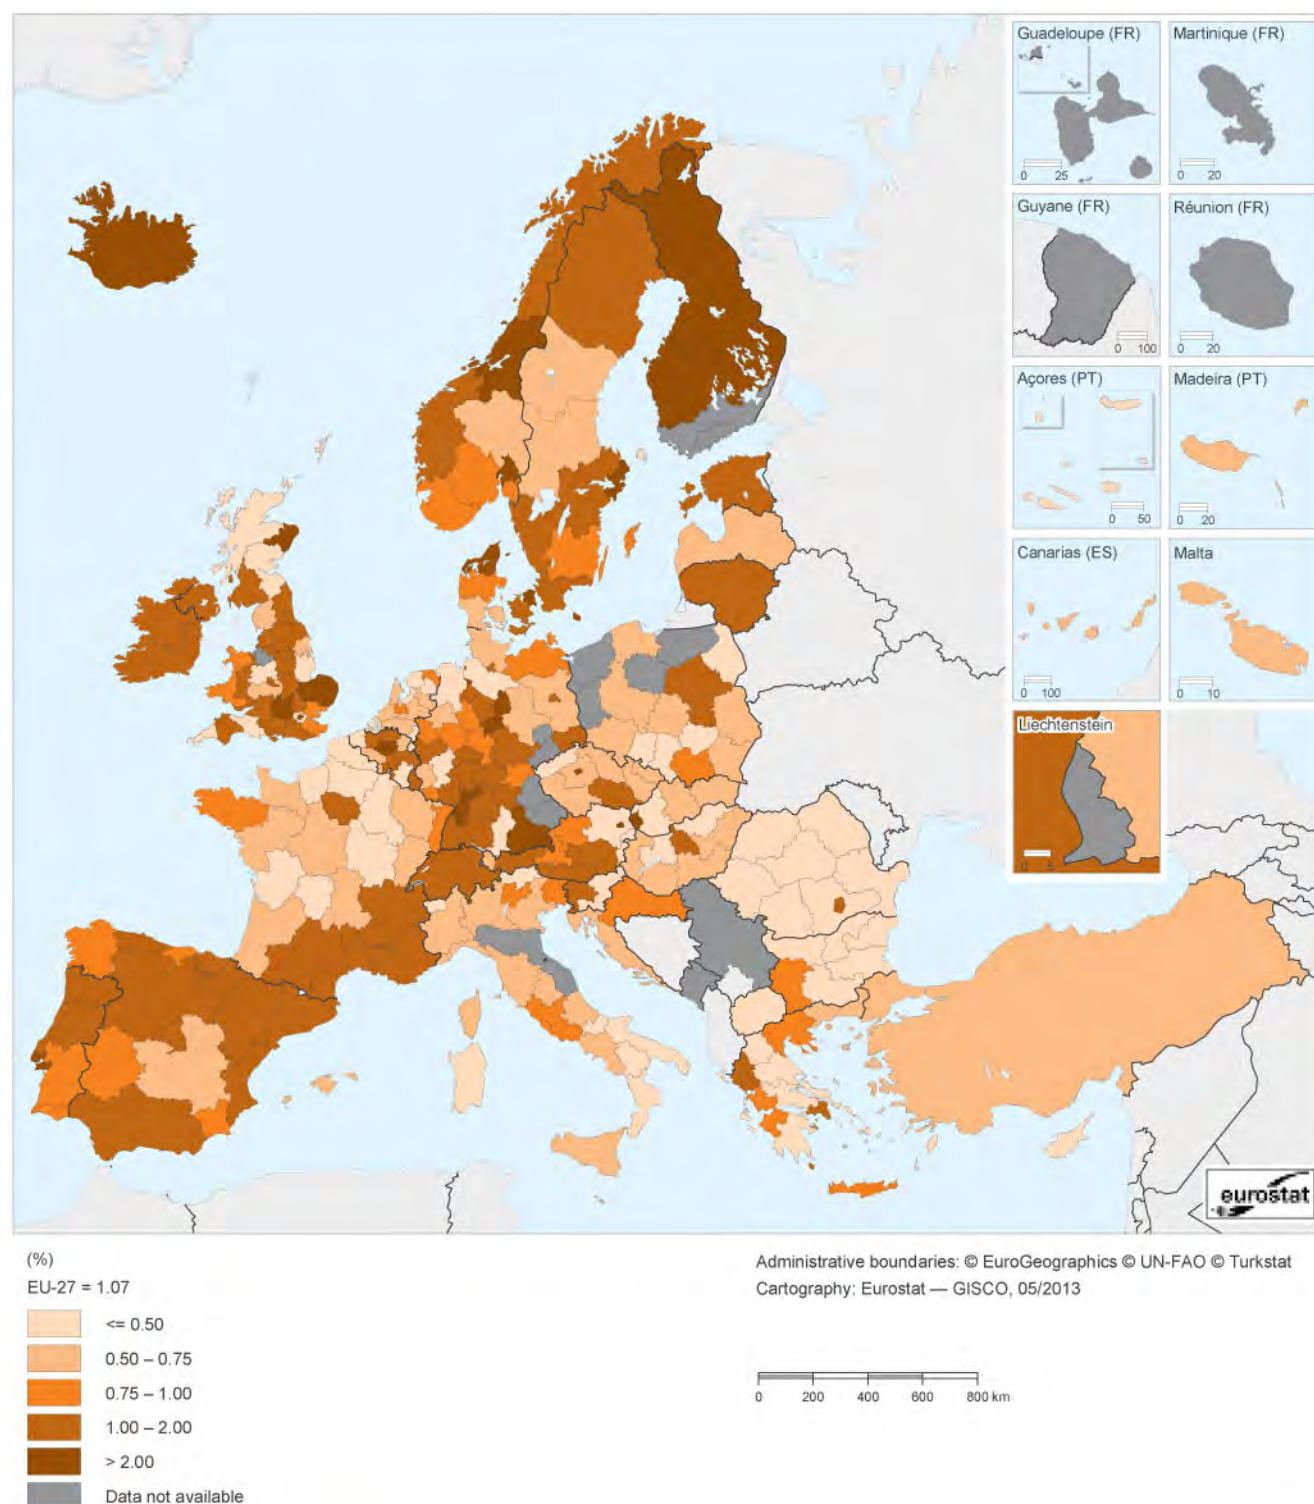 Guadeloupe (FR)
0 25
Martinique (FR)
0 20
Guyane (FR)
0 100
Réunion (FR)
0 20
Açores (PT)
0 50
Madeira (PT)
0 20
Canarias (ES)
0 100
Malta
0 10
Liechtenstein
eurostat
(%)
EU-27 = 1.07
<= 0.50
0.50 – 0.75
0.75 – 1.00
1.00 – 2.00
> 2.00
Data not available
Administrative boundaries: © EuroGeographics © UN-FAO © Turkstat
Cartography: Eurostat — GISCO, 05/2013
0 200 400 600 800 km